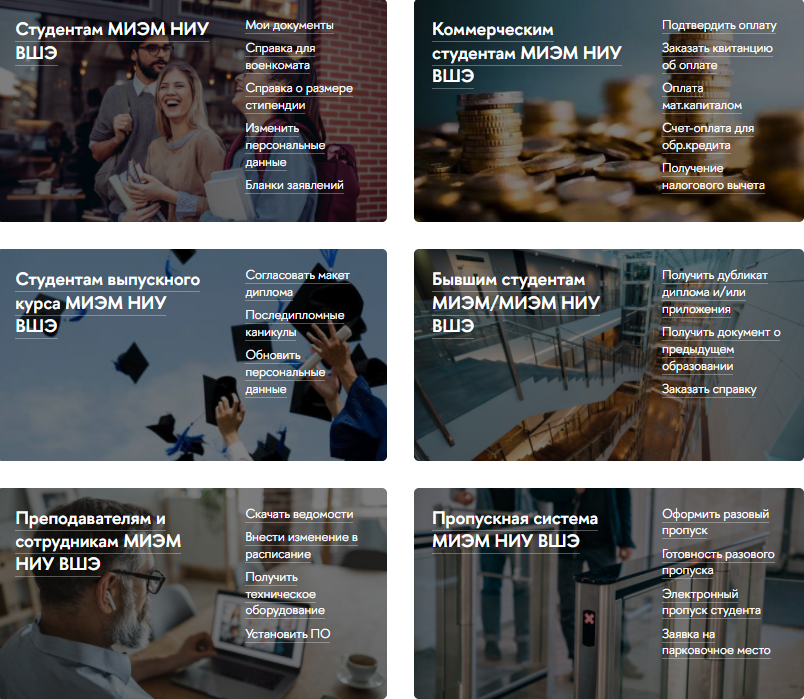 Студентам МИЭМ НИУ
ВШЭ
Мои документы
Справка для
военкомата
Справка о размере
стипендии
Изменить
персональные
данные
Бланки заявлений
Коммерческим
студентам МИЭМ НИУ
ВШЭ
Подтвердить оплату
Заказать квитанцию
об оплате
Оплата
мат.капиталом
Счет-оплата для
обр.кредита
Получение
налогового вычета
Студентам выпускного
курса МИЭМ НИУ
ВШЭ
Согласовать макет
диплома
Последипломные
каникулы
Обновить
персональные
данные
Бывшим студентам
МИЭМ/МИЭМ НИУ
ВШЭ
Получить дубликат
диплома и/или
приложения
Получить документ о
предыдущем
образовании
Заказать справку
Преподавателям и
сотрудникам МИЭМ
НИУ ВШЭ
Скачать ведомости
Внести изменение в
расписание
Получить
техническое
оборудование
Установить ПО
Пропускная система
МИЭМ НИУ ВШЭ
Оформить разовый
пропуск
Готовность разового
пропуска
Электронный
пропуск студента
Заявка на
парковочное место